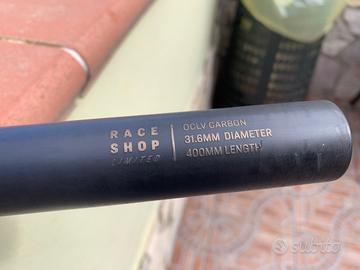 RACE
SHOP
LIMITED
OCLV CARBON
31.6MM DIAMETER
400MM LENGTH
subito